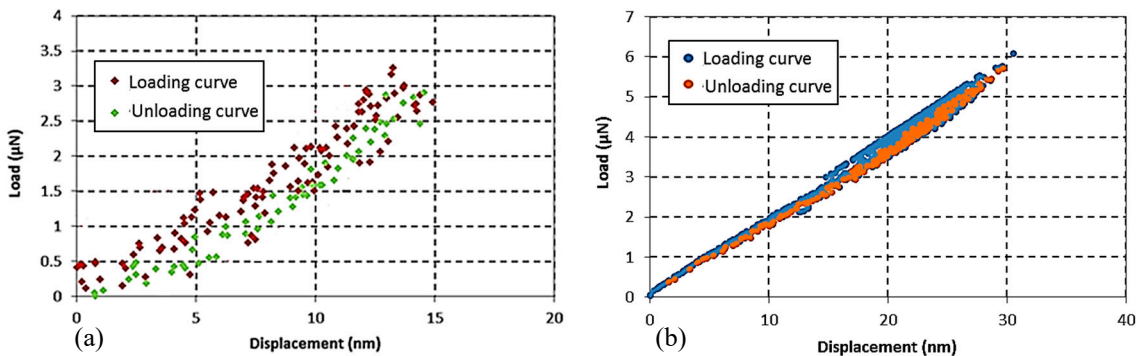 4
3.5
3
2.5
2
1.5
1
0.5
0
Load (µN)
Loading curve
Unloading curve
0 5 10 15 20
(a) Displacement (nm)
7
6
5
4
3
2
1
0
Load (µN)
Loading curve
Unloading curve
0 10 20 30 40
(b) Displacement (nm)